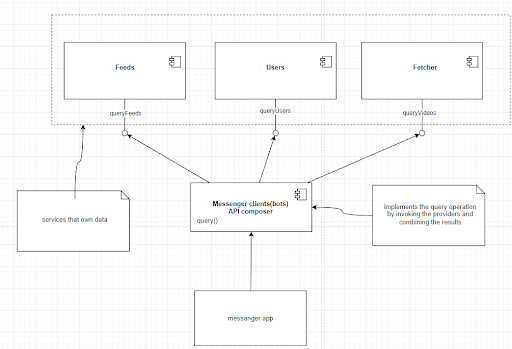 Feeds
Users
Fetcher
queryFeeds
queryUsers
queryVideos
Messenger clients(bots)
API composer
query()
services that own data
implements the query operation
by invoking the providers and
combining the results
messanger app